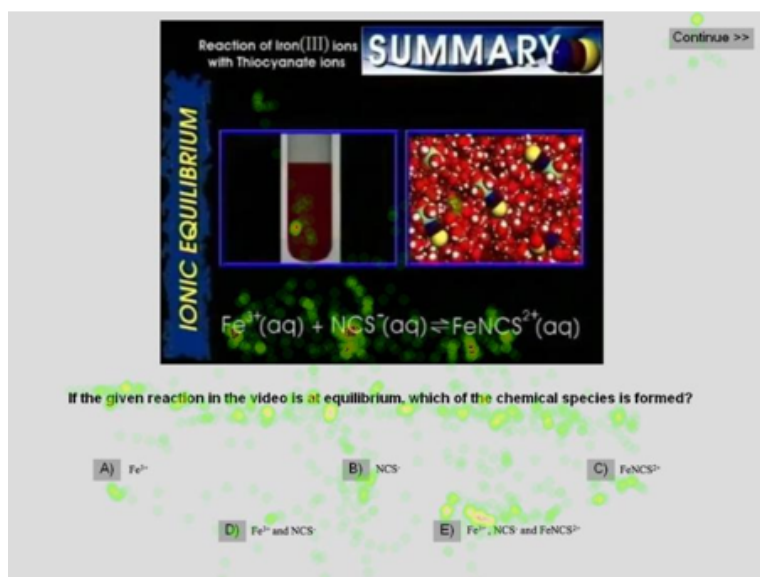 Continue >>
Reaction of Iron(III) ions
with Thiocyanate ions
SUMMARY
IONIC EQUILIBRIUM
Fe³⁺(aq) + NCS⁻(aq)⇌FeNCS²⁺(aq)
If the given reaction in the video is at equilibrium, which of the chemical species is formed?
A) Fe³⁺
B) NCS⁻
C) FeNCS²⁺
D) Fe³⁺ and NCS⁻
E) Fe³⁺, NCS⁻ and FeNCS²⁺